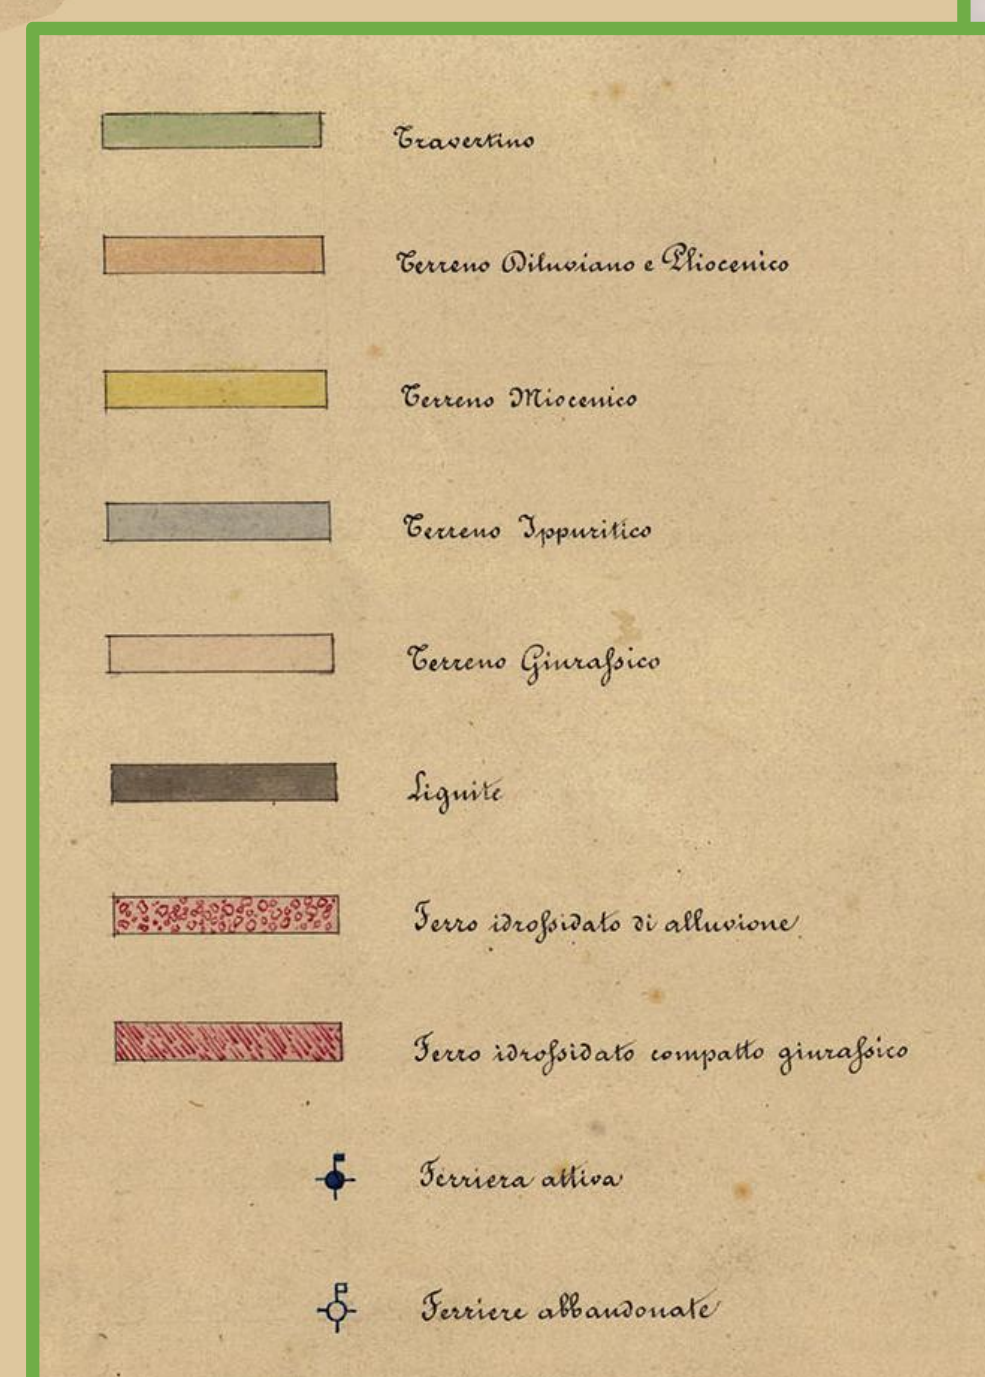 Travertino
Terreno Diluviano e Pliocenico
Terreno Miocenico
Terreno Ippuritico
Terreno Giuraſsico
Lignite
Ferro idroſsidato di alluvione
Ferro idroſsidato compatto giuraſsico
Ferriera attiva
Ferriere abbandonate